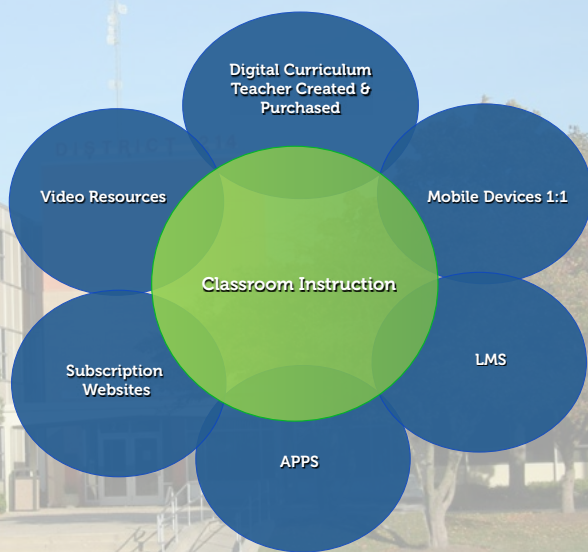 Digital Curriculum
Teacher Created &
Purchased
Video Resources
Mobile Devices 1:1
Classroom Instruction
Subscription
Websites
LMS
APPS